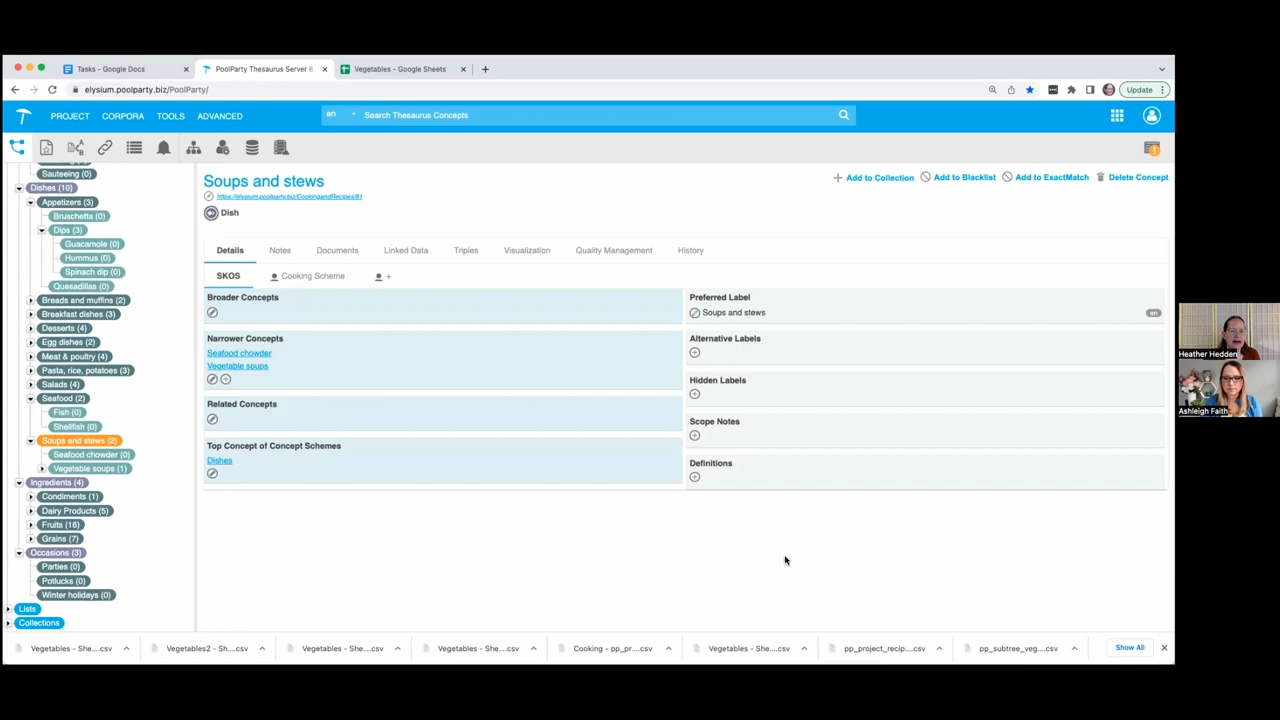 Tasks - Google Docs
PoolParty Thesaurus Server 8
Vegetables - Google Sheets
elysium.poolparty.biz/PoolParty/
Update
PROJECT
CORPORA
TOOLS
ADVANCED
en
Search Thesaurus Concepts
Sauteeing (0)
Dishes (10)
Appetizers (3)
Bruschetta (0)
Dips (3)
Guacamole (0)
Hummus (0)
Spinach dip (0)
Quesadillas (0)
Breads and muffins (2)
Breakfast dishes (3)
Desserts (4)
Egg dishes (2)
Meat & poultry (4)
Pasta, rice, potatoes (3)
Salads (4)
Seafood (2)
Fish (0)
Shellfish (0)
Soups and stews (2)
Seafood chowder (0)
Vegetable soups (1)
Ingredients (4)
Condiments (1)
Dairy Products (5)
Fruits (16)
Grains (7)
Occasions (3)
Parties (0)
Potlucks (0)
Winter holidays (0)
Lists
Collections
Soups and stews
https://elysium.poolparty.biz/CookingandRecipes/81
Dish
Add to Collection
Add to Blacklist
Add to ExactMatch
Delete Concept
Details
Notes
Documents
Linked Data
Triples
Visualization
Quality Management
History
SKOS
Cooking Scheme
+
Broader Concepts
Narrower Concepts
Seafood chowder
Vegetable soups
Related Concepts
Top Concept of Concept Schemes
Dishes
Preferred Label
Soups and stews
en
Alternative Labels
Hidden Labels
Scope Notes
Definitions
Heather Hedden
Ashleigh Faith
Vegetables - She....csv
Vegetables2 - Sh....csv
Vegetables - She....csv
Vegetables - She....csv
Cooking - pp_pr....csv
Vegetables - She....csv
pp_project_recip....csv
pp_subtree_veg....csv
Show All